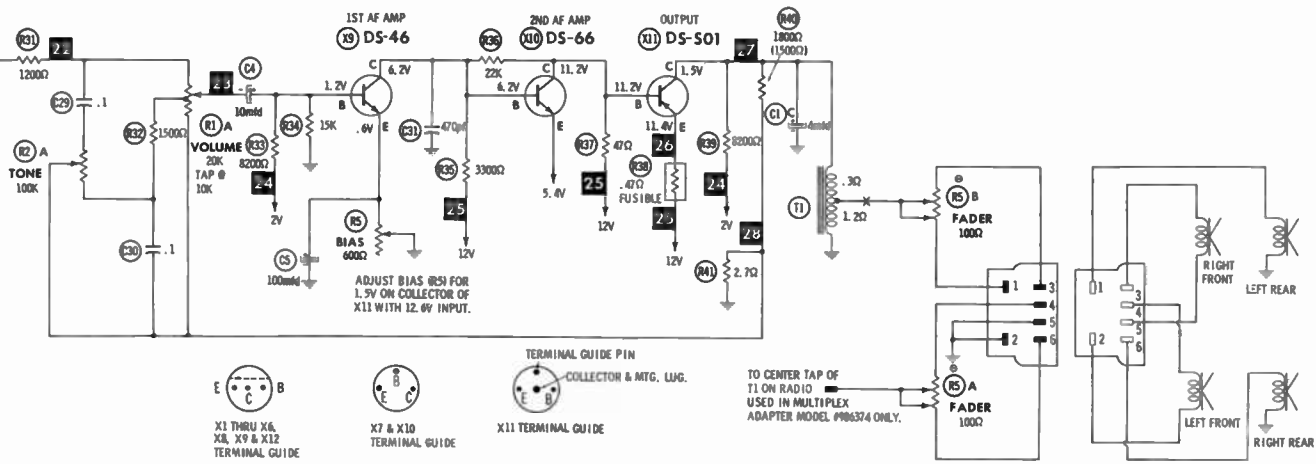 1ST AF AMP
X9 DS-46
2ND AF AMP
X10 DS-66
OUTPUT
X11 DS-S01
R40
1800Ω
(1500Ω)
R31
1200Ω
22
C29 .1
R2 A
TONE
100K
R32 1500Ω
C30 .1
23
C4
10mfd
R1 A
VOLUME
20K
TAP @
10K
R33
8200Ω
24
2V
R34
15K
1.2V
B
C
6.2V
E
.6V
C5
100mfd
R5
BIAS
600Ω
ADJUST BIAS (R5) FOR
1.5V ON COLLECTOR OF
X11 WITH 12.6V INPUT.
C31 470pf
R36
22K
R35 3300Ω
25
12V
6.2V
B
C
11.2V
E
5.4V
R37 47Ω
25
12V
11.2V
B
C
1.5V
E
11.4V
26
R38
.47Ω
FUSIBLE
25
12V
27
R39 8200Ω
24
2V
28
R41 2.7Ω
C1 C
4mfd
T1
.3Ω
1.2Ω
R5 B
FADER
100Ω
1
2
3
4
5
6
1
2
3
4
5
6
RIGHT
FRONT
LEFT REAR
LEFT FRONT
RIGHT REAR
TO CENTER TAP OF
T1 ON RADIO
USED IN MULTIPLEX
ADAPTER MODEL #986374 ONLY.
R5 A
FADER
100Ω
E C B
X1 THRU X6,
X8, X9 & X12
TERMINAL GUIDE
B
E C
X7 & X10
TERMINAL GUIDE
TERMINAL GUIDE PIN
COLLECTOR & MTG. LUG.
E B
X11 TERMINAL GUIDE